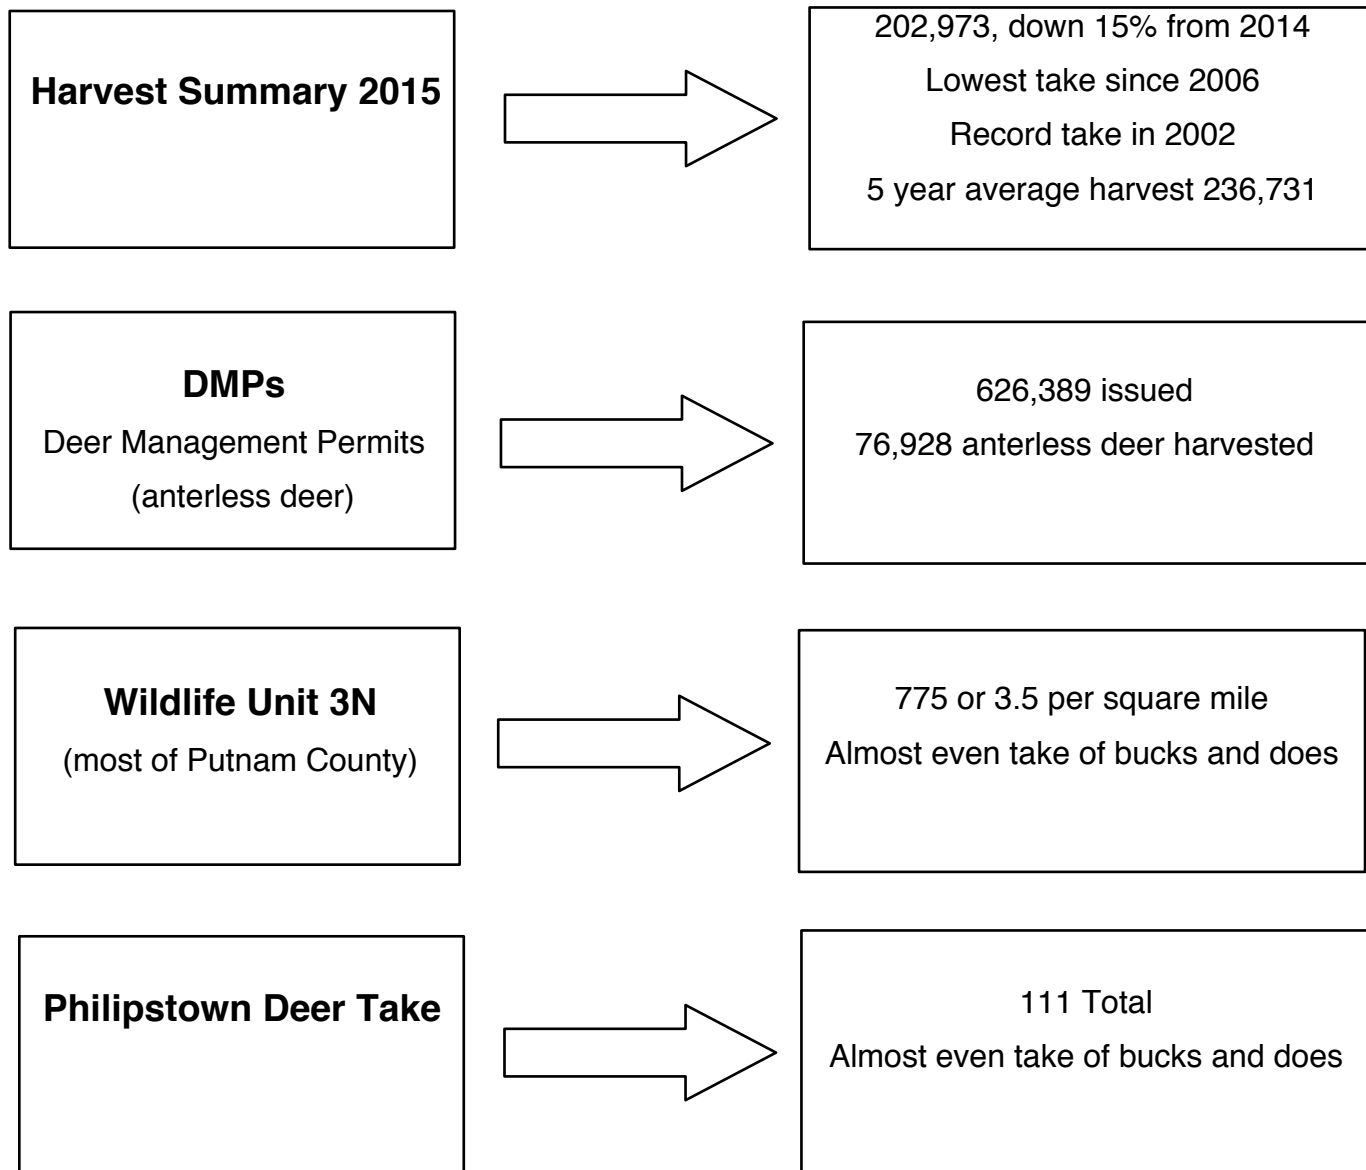 Harvest Summary 2015
202,973, down 15% from 2014
Lowest take since 2006
Record take in 2002
5 year average harvest 236,731
DMPs
Deer Management Permits
(anterless deer)
626,389 issued
76,928 anterless deer harvested
Wildlife Unit 3N
(most of Putnam County)
775 or 3.5 per square mile
Almost even take of bucks and does
Philipstown Deer Take
111 Total
Almost even take of bucks and does